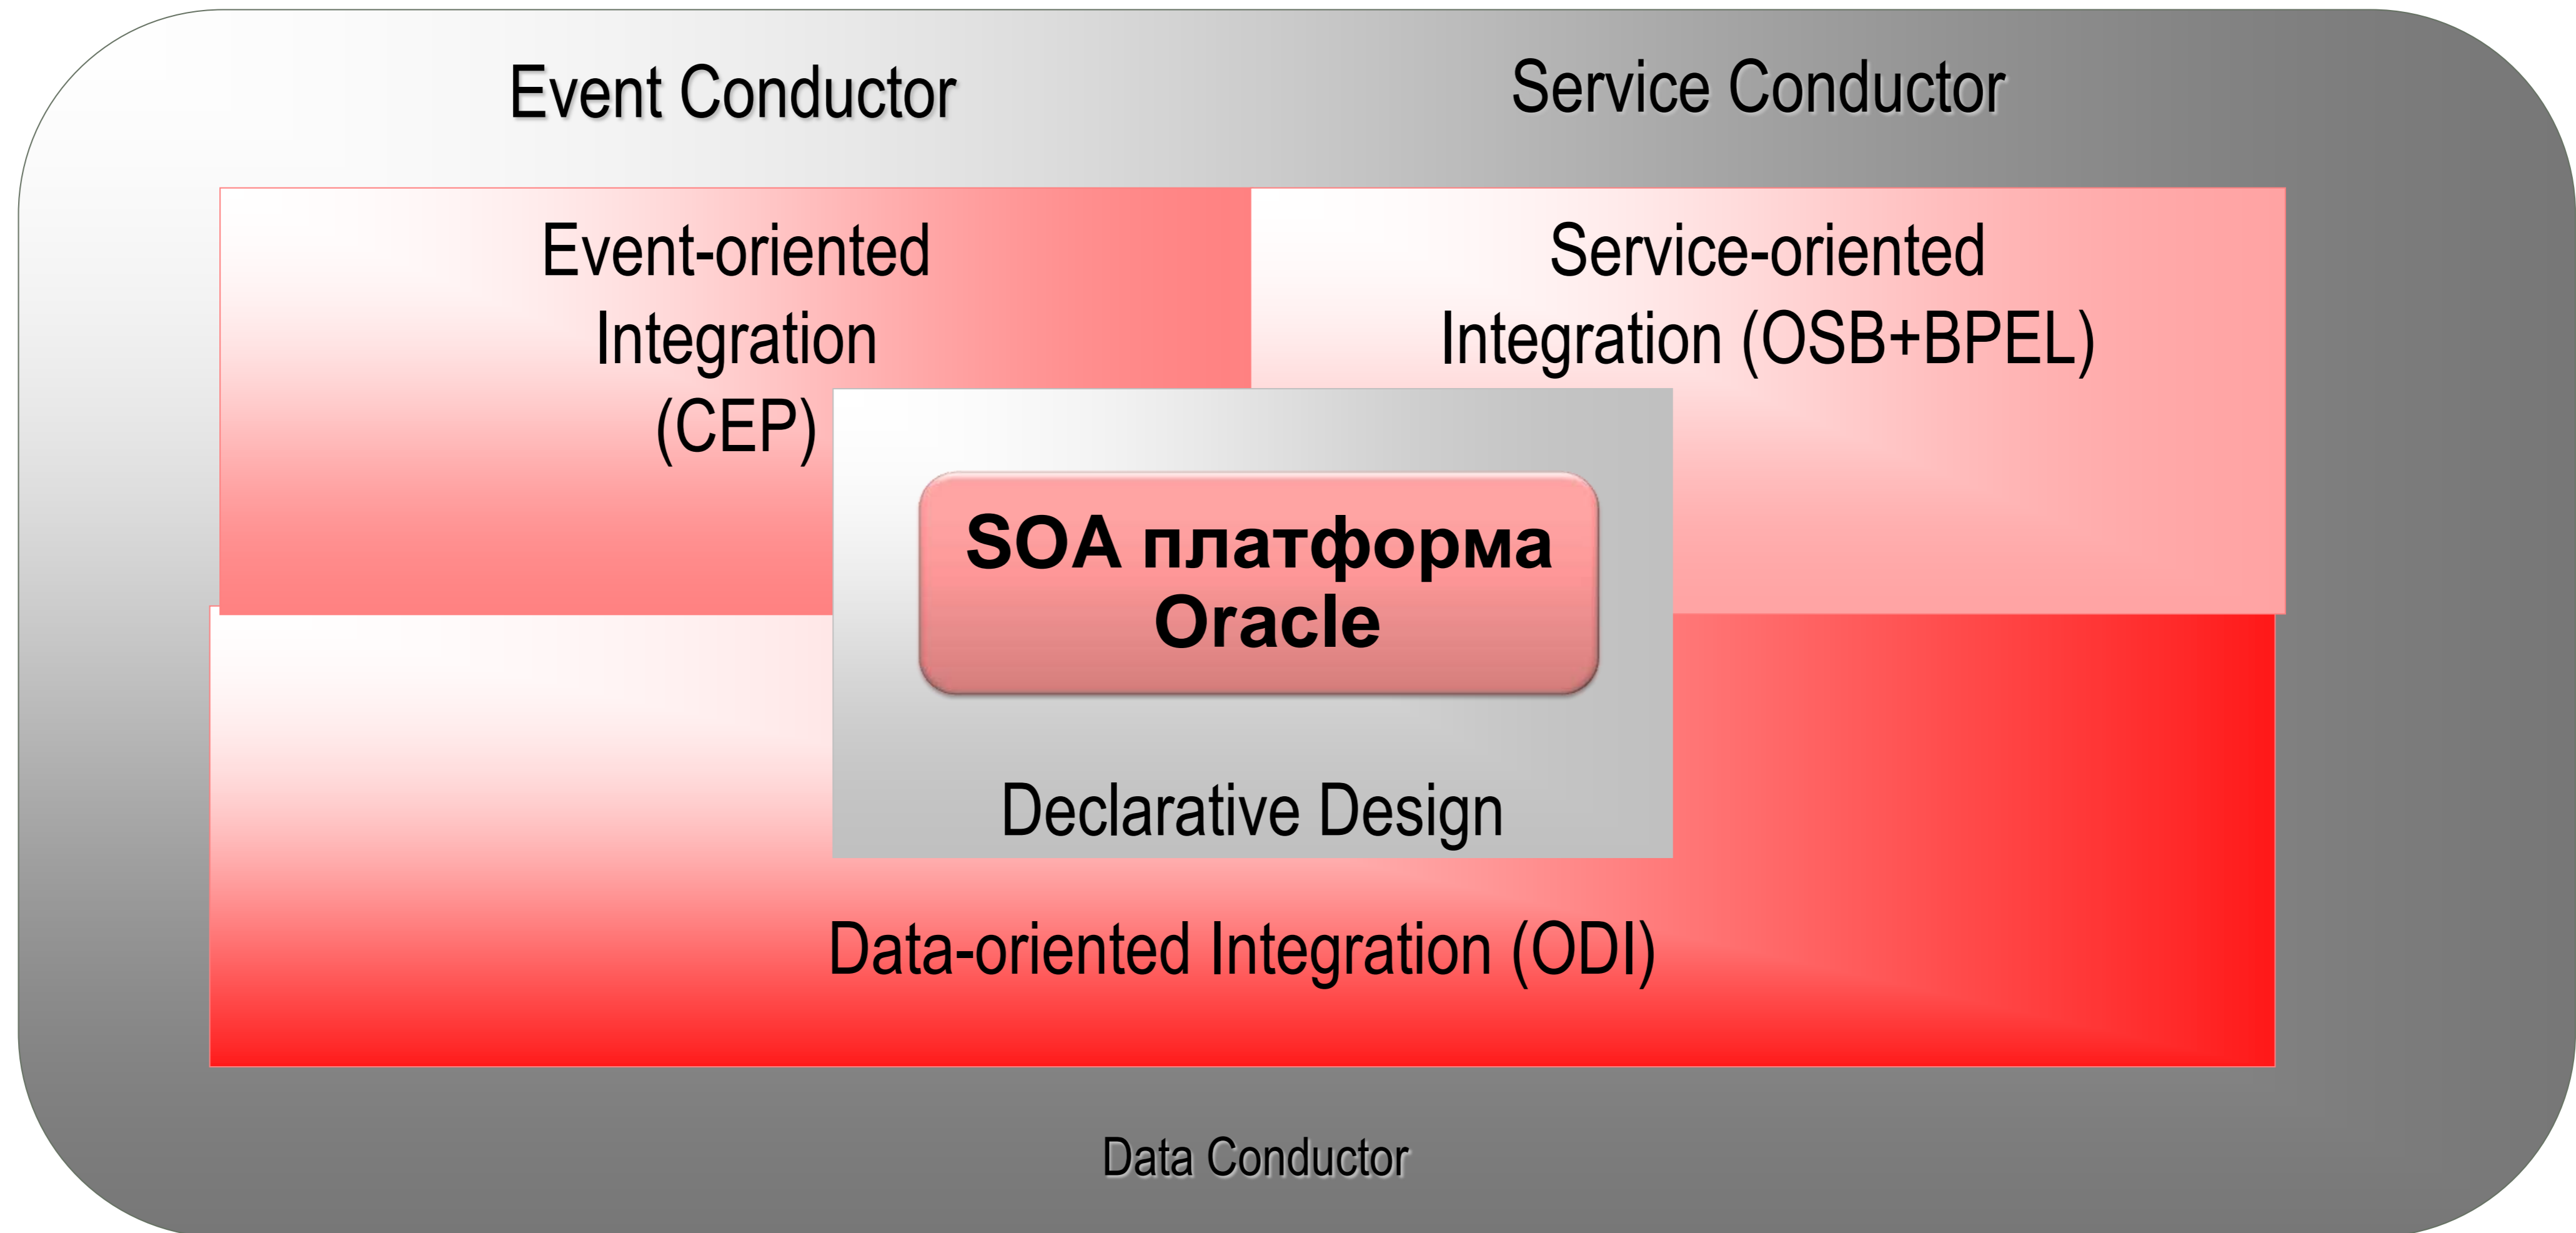 Event Conductor
Service Conductor
Event-oriented
Integration
(CEP)
Service-oriented
Integration (OSB+BPEL)
SOA платформа
Oracle
Declarative Design
Data-oriented Integration (ODI)
Data Conductor